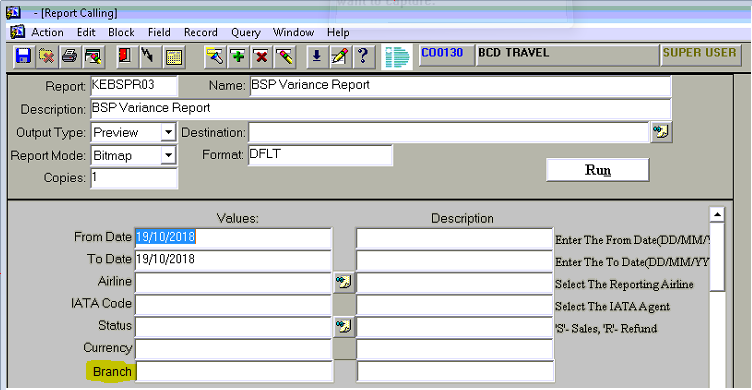 want to capture.
- [Report Calling]
Action Edit Block Field Record Query Window Help
CO0130 BCD TRAVEL SUPER USER
Report: KEBSPR03 Name: BSP Variance Report
Description: BSP Variance Report
Output Type: Preview Destination:
Report Mode: Bitmap Format: DFLT
Copies: 1
Run
Values: Description
From Date 19/10/2018 Enter The From Date(DD/MM/Y
To Date 19/10/2018 Enter The To Date(DD/MM/YY
Airline Select The Reporting Airline
IATA Code Select The IATA Agent
Status 'S'- Sales, 'R'- Refund
Currency
Branch